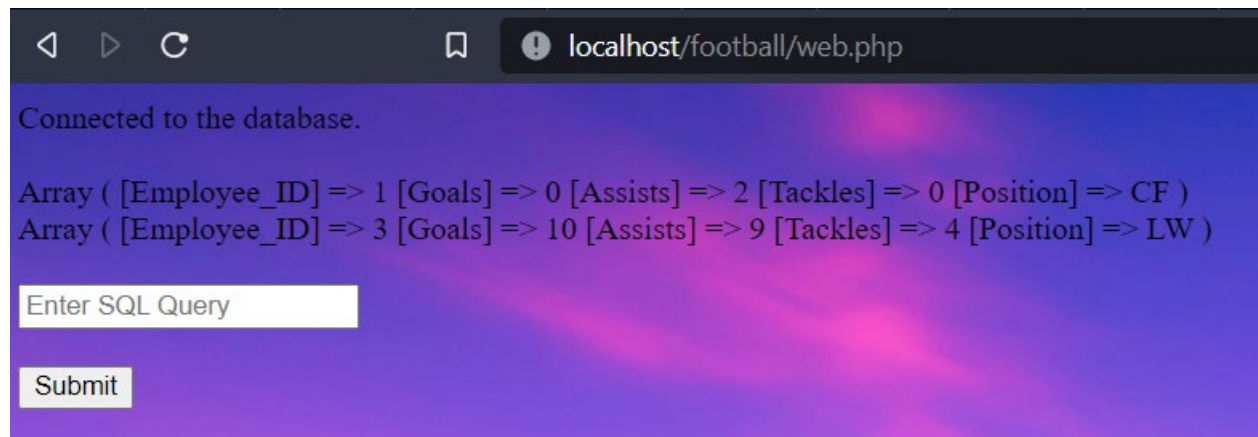 localhost/football/web.php
Connected to the database.
Array ( [Employee_ID] => 1 [Goals] => 0 [Assists] => 2 [Tackles] => 0 [Position] => CF )
Array ( [Employee_ID] => 3 [Goals] => 10 [Assists] => 9 [Tackles] => 4 [Position] => LW )
Enter SQL Query
Submit